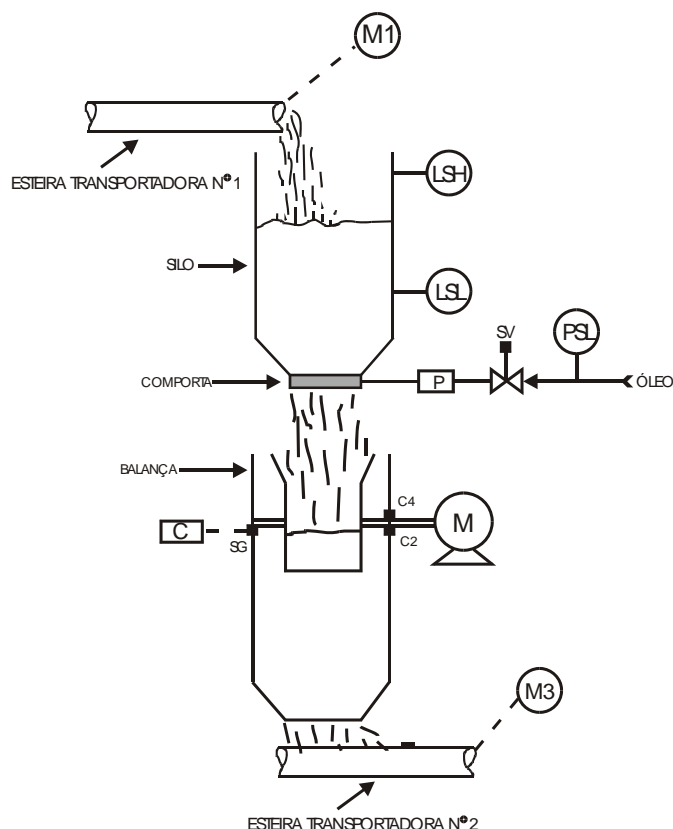 M1
ESTEIRA TRANSPORTADORA Nº 1
LSH
SILO
LSL
SV
PSL
COMPORTA
P
ÓLEO
BALANÇA
C4
C
SG
C2
M
M3
ESTEIRA TRANSPORTADORA Nº 2